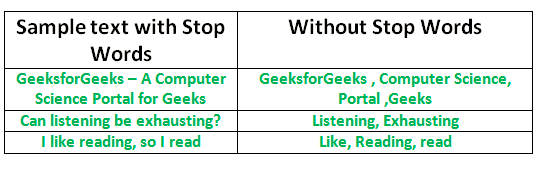 Sample text with Stop
Words
Without Stop Words
GeeksforGeeks – A Computer
Science Portal for Geeks
GeeksforGeeks , Computer Science,
Portal ,Geeks
Can listening be exhausting?
Listening, Exhausting
I like reading, so I read
Like, Reading, read